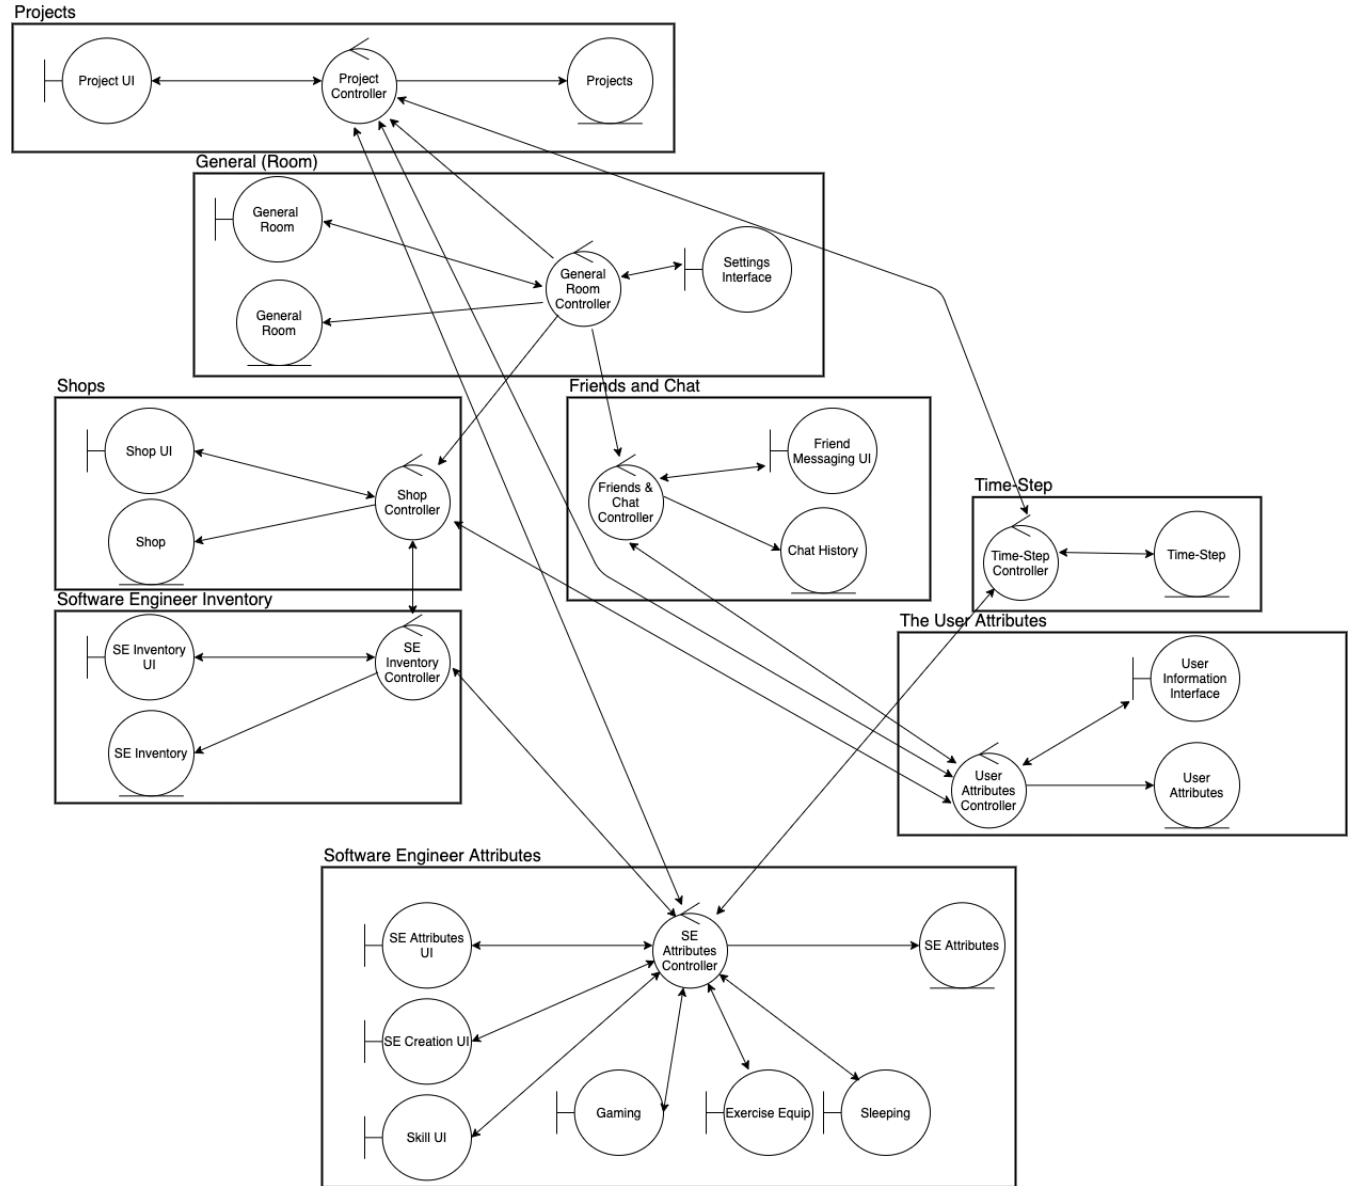 Projects
Project UI
Project
Controller
Projects
General (Room)
General
Room
General
Room
Controller
Settings
Interface
General
Room
Shops
Shop UI
Shop
Controller
Shop
Friends and Chat
Friend
Messaging UI
Friends &
Chat
Controller
Chat History
Time-Step
Time-Step
Controller
Time-Step
Software Engineer Inventory
SE Inventory
UI
SE
Inventory
Controller
SE Inventory
The User Attributes
User
Information
Interface
User
Attributes
Controller
User
Attributes
Software Engineer Attributes
SE Attributes
UI
SE
Attributes
Controller
SE Attributes
SE Creation UI
Skill UI
Gaming
Exercise Equip
Sleeping